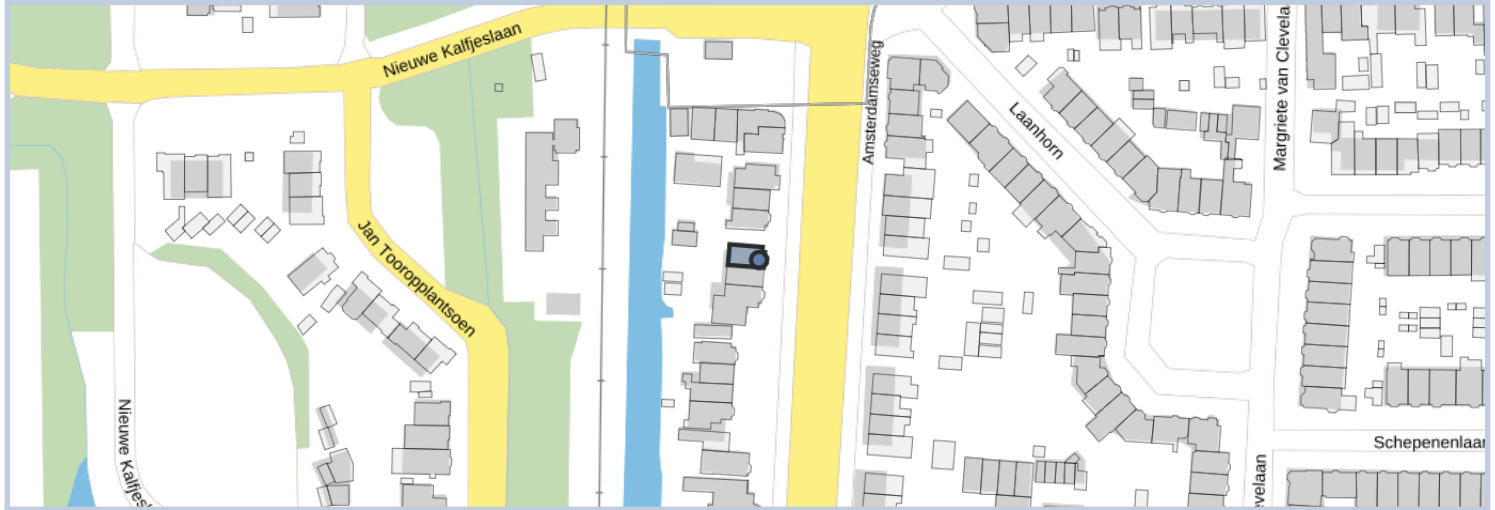 Nieuwe Kalfjeslaan
Margriete van Clevela
Amsterdamseweg
Laanhorn
Jan Tooropplantsoen
Nieuwe Kalfjesl
Schepenenlaan
evelaan